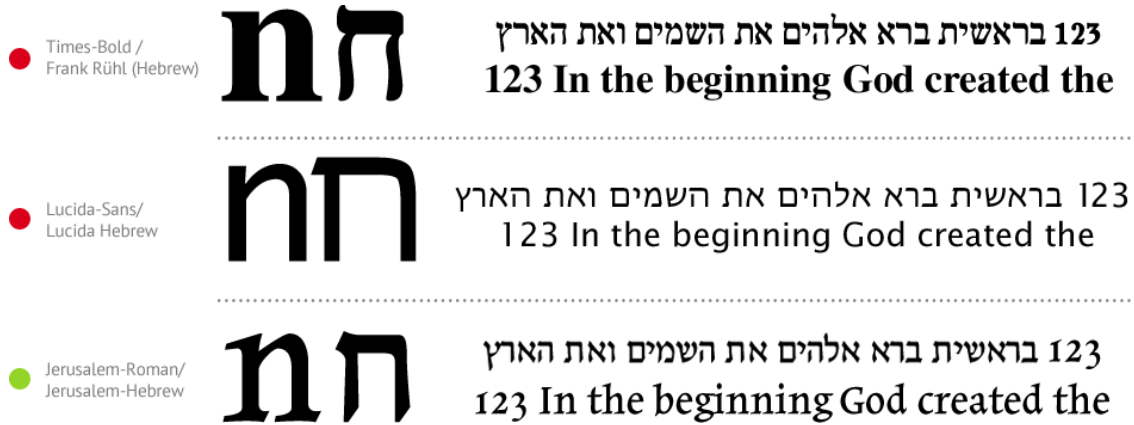 Times-Bold /
Frank Rühl (Hebrew)
nח
בראשית ברא אלהים את השמים ואת הארץ 123
123 In the beginning God created the
Lucida-Sans/
Lucida Hebrew
nח
בראשית ברא אלהים את השמים ואת הארץ 123
123 In the beginning God created the
Jerusalem-Roman/
Jerusalem-Hebrew
nח
בראשית ברא אלהים את השמים ואת הארץ 123
123 In the beginning God created the